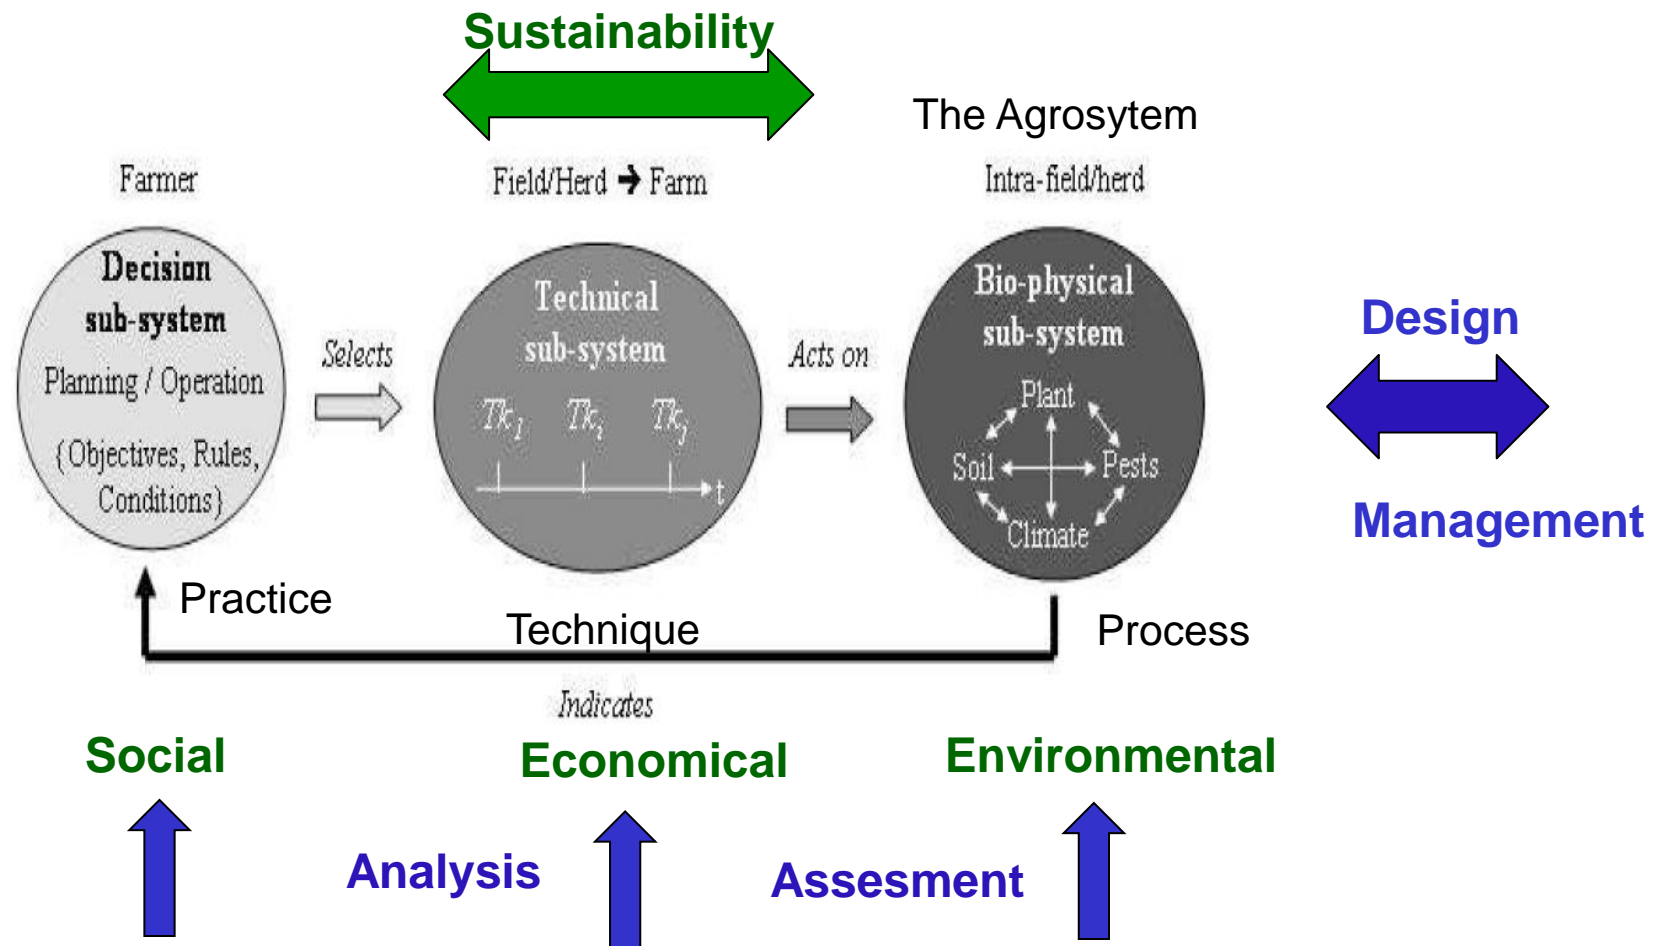 Sustainability
The Agrosytem
Farmer
Field/Herd ➔ Farm
Intra-field/herd
Decision
sub-system
Planning / Operation
{Objectives, Rules,
Conditions}
Selects
Technical
sub-system
Tk1 Tki Tkj
t
Acts on
Bio-physical
sub-system
Plant
Soil Pests
Climate
Design
Management
Practice
Technique
Process
Indicates
Social
Economical
Environmental
Analysis
Assesment